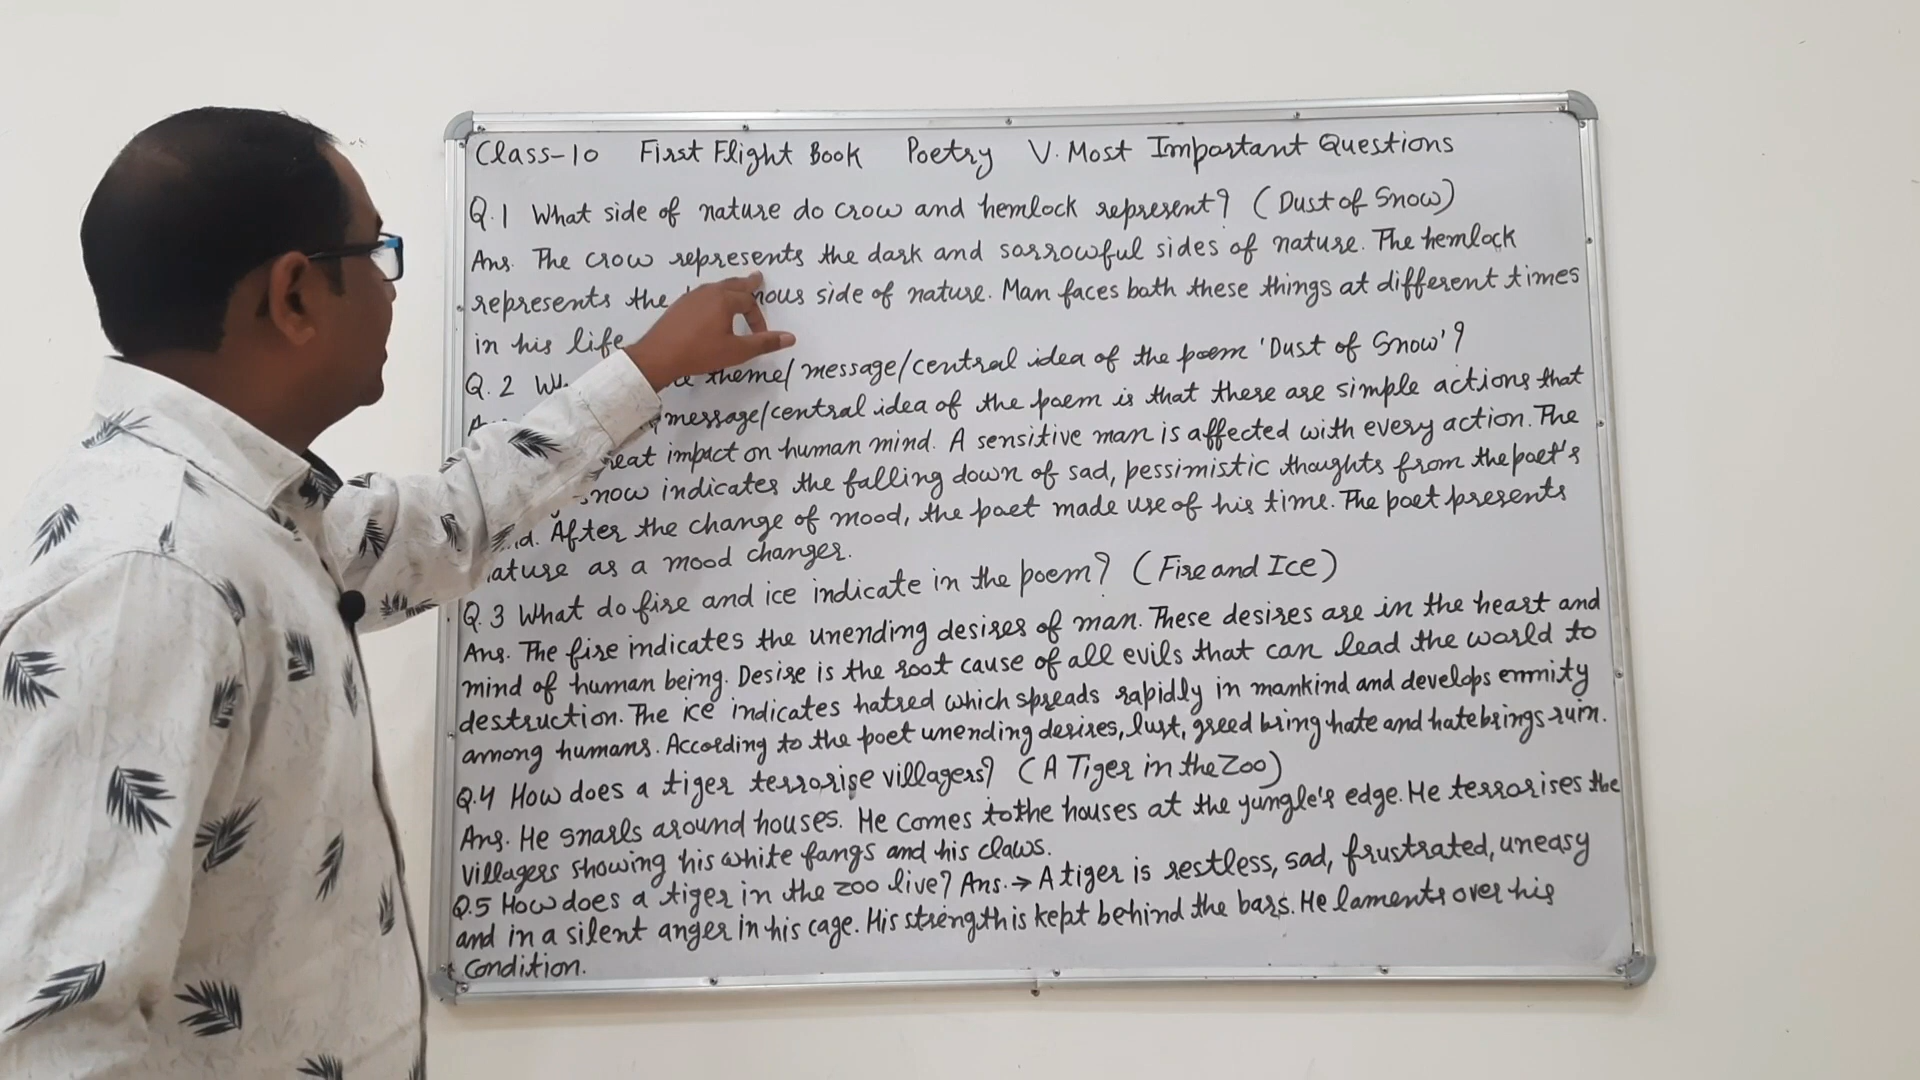 Class-10 First Flight Book Poetry V. Most Important Questions
Q.1 What side of nature do crow and hemlock represent? (Dust of Snow)
Ans. The crow represents the dark and sorrowful sides of nature. The hemlock
represents the side of nature. Man faces both these things at different times
in his life
Q.2 theme/message/central idea of the poem 'Dust of Snow'?
message/central idea of the poem is that there are simple actions that
impact on human mind. A sensitive man is affected with every action. The
snow indicates the falling down of sad, pessimistic thoughts from the poet's
After the change of mood, the poet made use of his time. The poet presents
as a mood changer.
Q.3 What do fire and ice indicate in the poem? (Fire and Ice)
Ans. The fire indicates the unending desires of man. These desires are in the heart and
mind of human being. Desire is the root cause of all evils that can lead the world to
destruction. The ice indicates hatred which spreads rapidly in mankind and develops enmity
among humans. According to the poet unending desires, lust, greed bring hate and hate brings ruin.
Q.4 How does a tiger terrorise villagers? (A Tiger in the Zoo)
Ans. He snarls around houses. He comes to the houses at the jungle's edge. He terrorises the
villagers showing his white fangs and his claws.
Q.5 How does a tiger in the zoo live? Ans. → A tiger is restless, sad, frustrated, uneasy
and in a silent anger in his cage. His strength is kept behind the bars. He laments over his
condition.